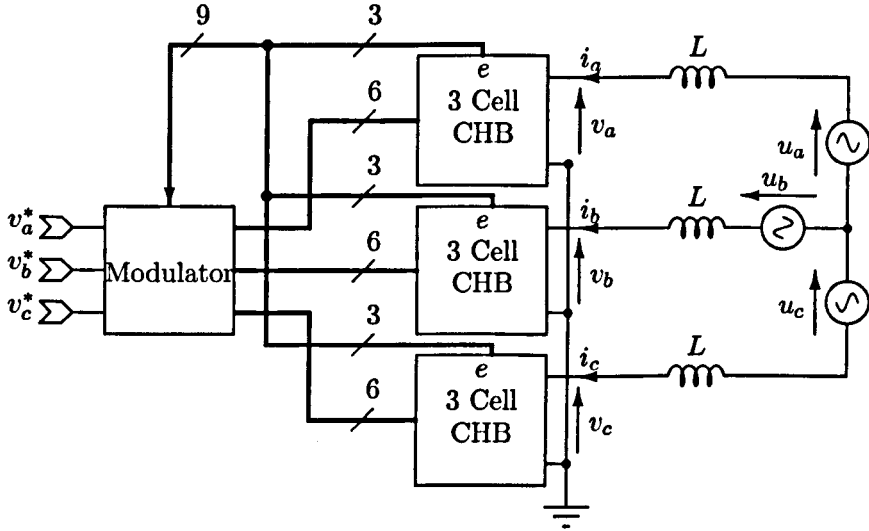 9
3
e
3 Cell
CHB
i_a
L
6
v_a
u_a
3
u_b
L
v_a^*
e
i_b
v_b^*
Modulator
6
3 Cell
CHB
v_b
v_c^*
3
u_c
e
i_c
L
6
3 Cell
CHB
v_c